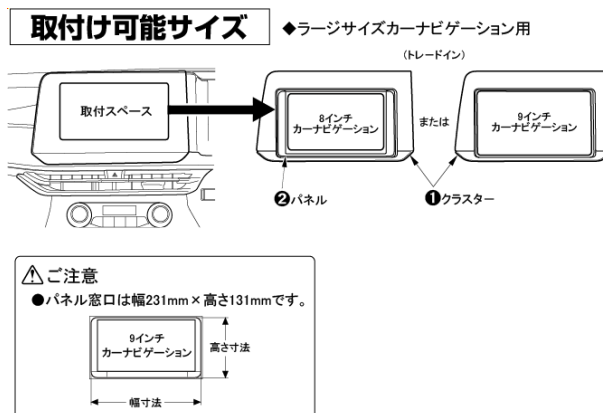 取付け可能サイズ
◆ラージサイズカーナビゲーション用
(トレードイン)
取付スペース
8インチ
カーナビゲーション
または
9インチ
カーナビゲーション
❷パネル
❶クラスター
⚠ご注意
●パネル窓口は幅231mm×高さ131mmです。
9インチ
カーナビゲーション
高さ寸法
幅寸法